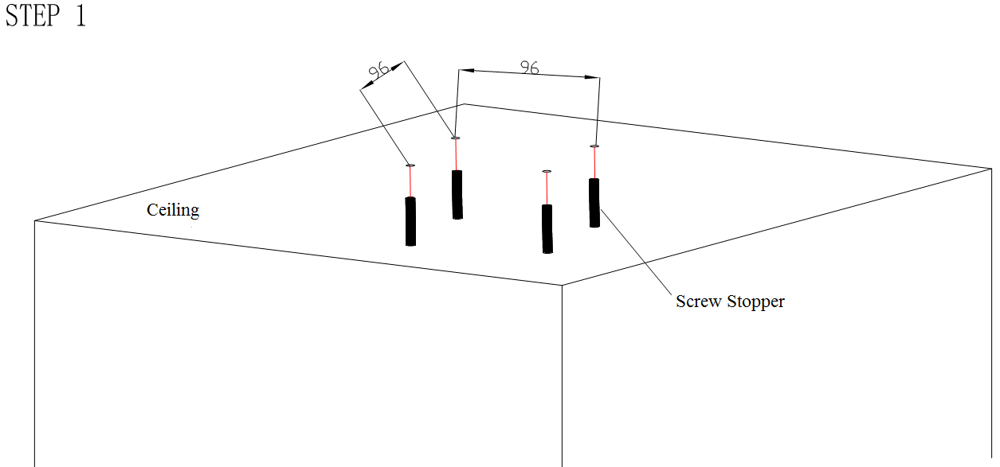 STEP 1
96
96
Ceiling
Screw Stopper